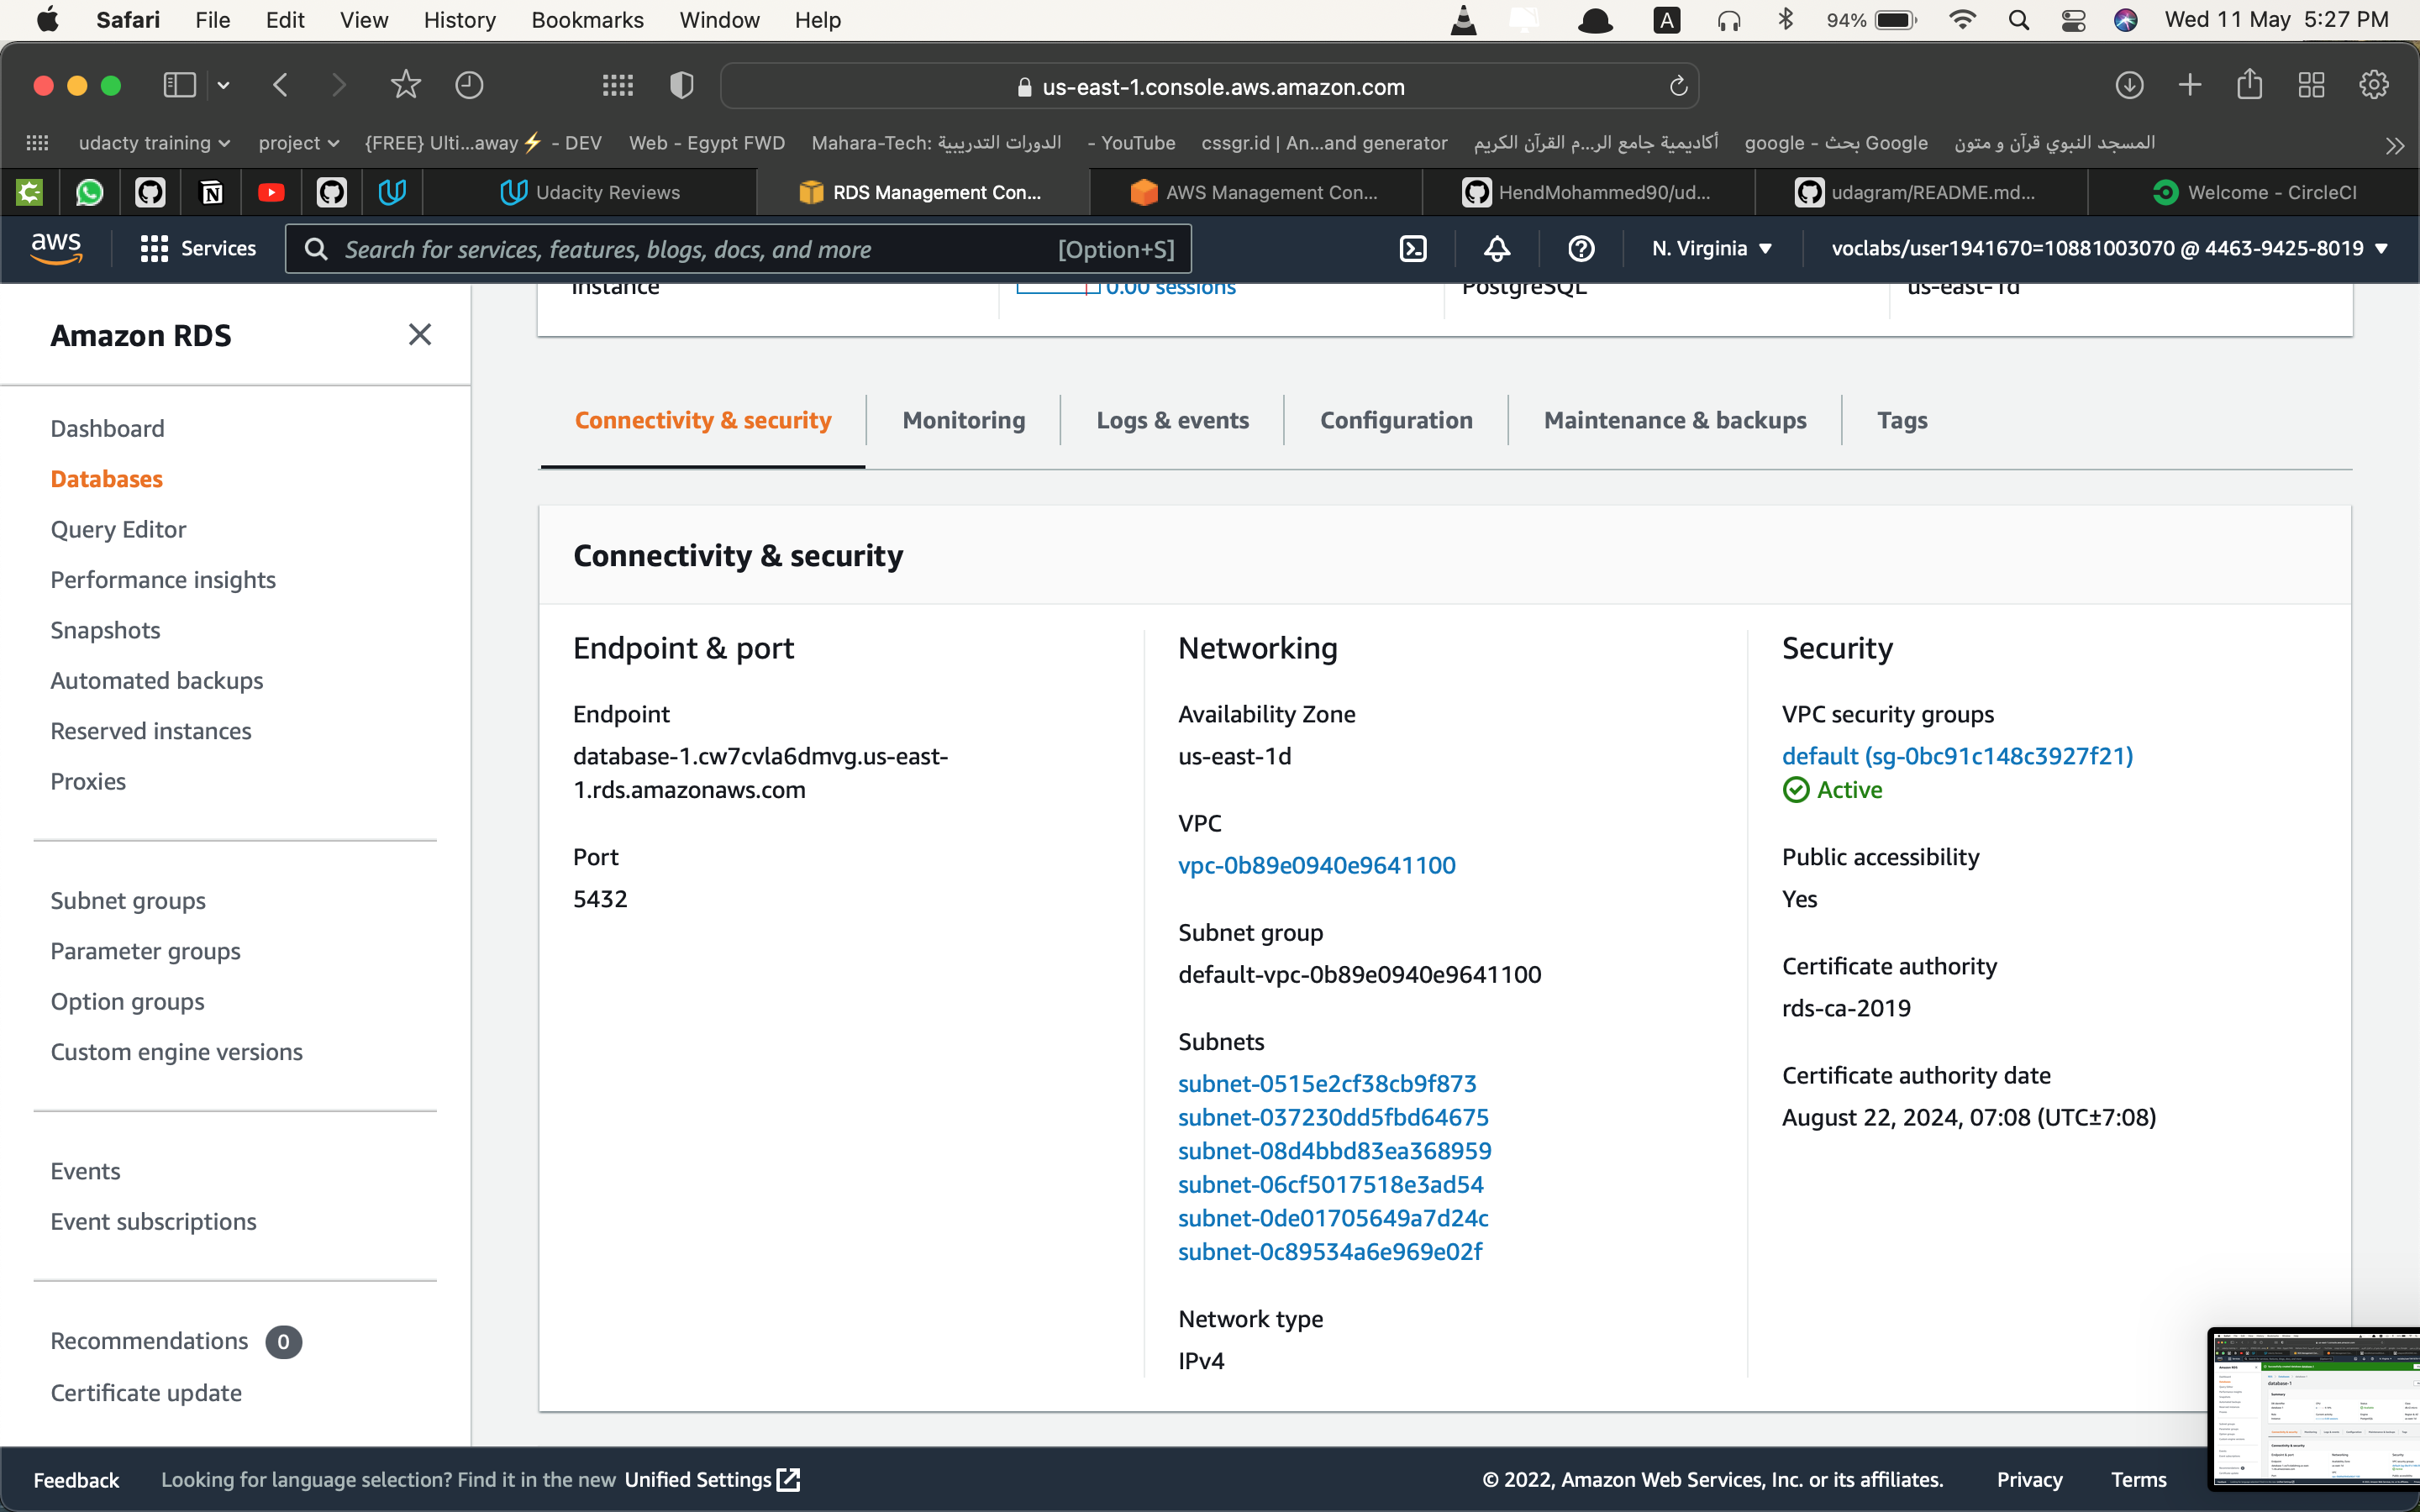 Safari File Edit View History Bookmarks Window Help A 94% Wed 11 May 5:27 PM
us-east-1.console.aws.amazon.com
udacty training project {FREE} Ulti...away⚡ - DEV Web - Egypt FWD Mahara-Tech: الدورات التدريبية - YouTube cssgr.id | An...and generator أكاديمية جامع الر...م القرآن الكريم google - بحث Google المسجد النبوي قرآن و متون
Udacity Reviews RDS Management Con... AWS Management Con... HendMohammed90/ud... udagram/README.md... Welcome - CircleCI
aws Services Search for services, features, blogs, docs, and more [Option+S] N. Virginia voclabs/user1941670=10881003070 @ 4463-9425-8019
Instance 0.00 sessions PostgreSQL us-east-1d
Amazon RDS
Dashboard
Databases
Query Editor
Performance insights
Snapshots
Automated backups
Reserved instances
Proxies
Subnet groups
Parameter groups
Option groups
Custom engine versions
Events
Event subscriptions
Recommendations 0
Certificate update
Connectivity & security Monitoring Logs & events Configuration Maintenance & backups Tags
Connectivity & security
Endpoint & port
Endpoint
database-1.cw7cvla6dmvg.us-east-
1.rds.amazonaws.com
Port
5432
Networking
Availability Zone
us-east-1d
VPC
vpc-0b89e0940e9641100
Subnet group
default-vpc-0b89e0940e9641100
Subnets
subnet-0515e2cf38cb9f873
subnet-037230dd5fbd64675
subnet-08d4bbd83ea368959
subnet-06cf5017518e3ad54
subnet-0de01705649a7d24c
subnet-0c89534a6e969e02f
Network type
IPv4
Security
VPC security groups
default (sg-0bc91c148c3927f21)
Active
Public accessibility
Yes
Certificate authority
rds-ca-2019
Certificate authority date
August 22, 2024, 07:08 (UTC±7:08)
Feedback Looking for language selection? Find it in the new Unified Settings © 2022, Amazon Web Services, Inc. or its affiliates. Privacy Terms